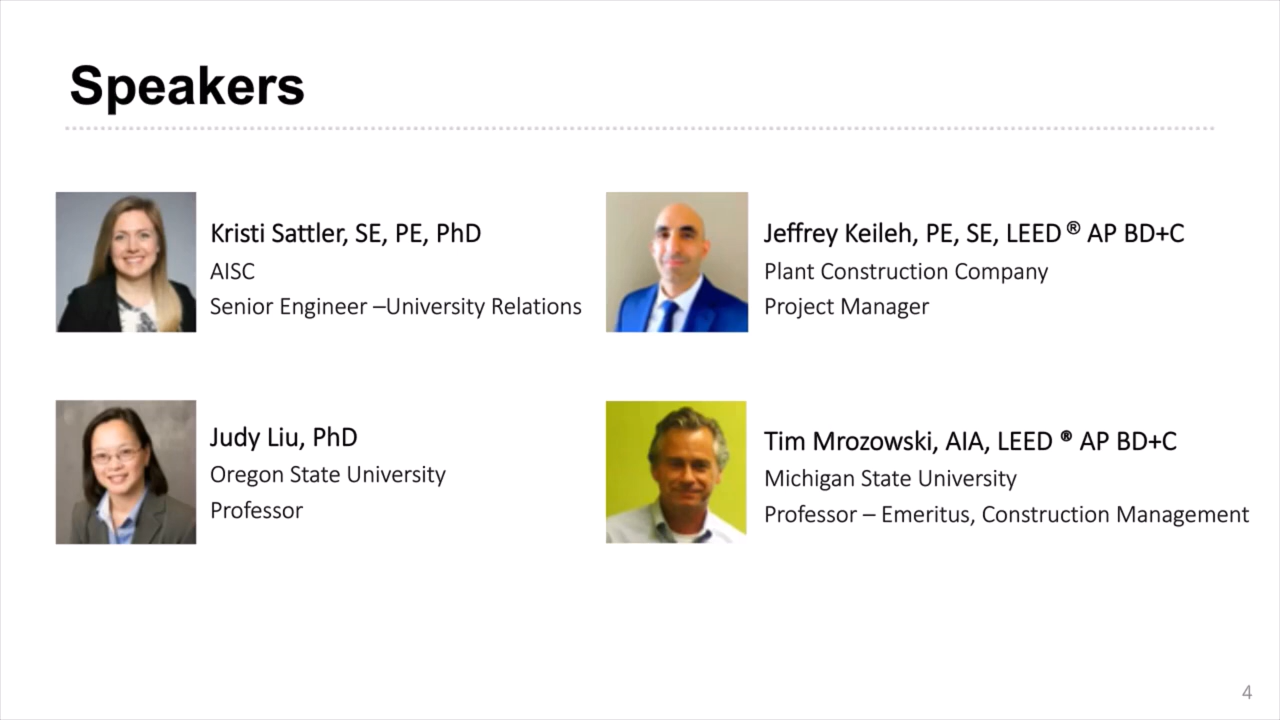 Speakers
Kristi Sattler, SE, PE, PhD
AISC
Senior Engineer –University Relations
Jeffrey Keileh, PE, SE, LEED ® AP BD+C
Plant Construction Company
Project Manager
Judy Liu, PhD
Oregon State University
Professor
Tim Mrozowski, AIA, LEED ® AP BD+C
Michigan State University
Professor – Emeritus, Construction Management
4